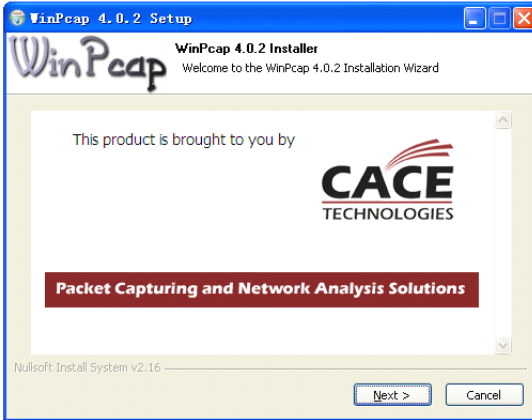 WinPcap 4.0.2 Setup
WinPcap
WinPcap 4.0.2 Installer
Welcome to the WinPcap 4.0.2 Installation Wizard
This product is brought to you by
CACE
TECHNOLOGIES
Packet Capturing and Network Analysis Solutions
Nullsoft Install System v2.16
Next >
Cancel